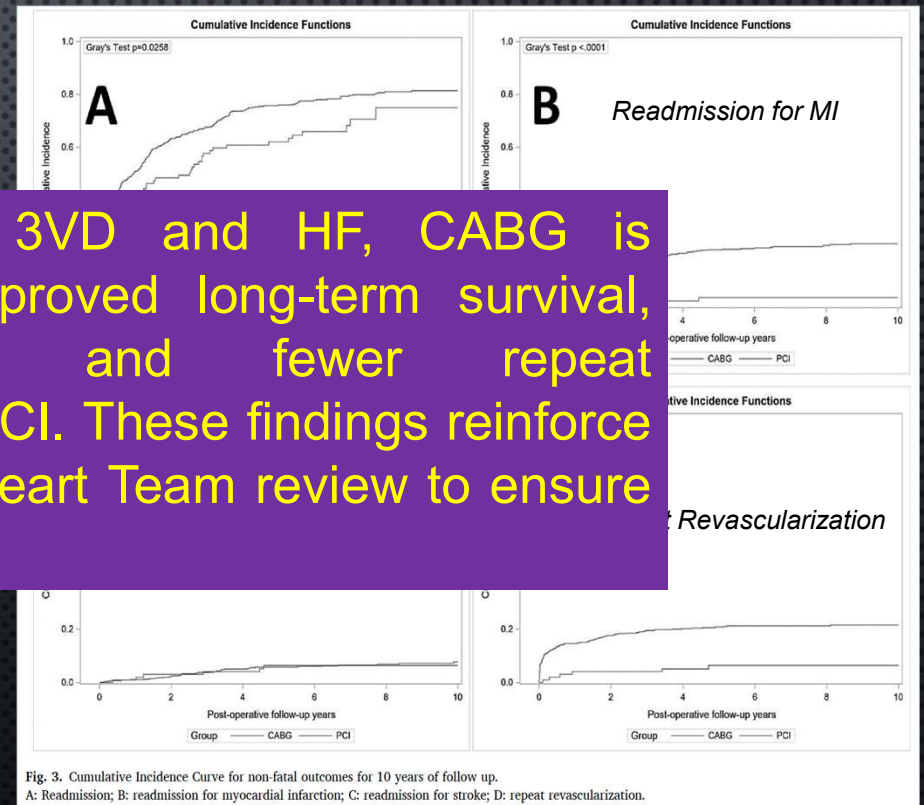 Cumulative Incidence Functions
Gray's Test p=0.0258
A
1.0
0.8
0.6
Cumulative Incidence Functions
Gray's Test p <.0001
B
Readmission for MI
1.0
0.8
0.6
3VD and HF, CABG is
proved long-term survival,
and fewer repeat
CI. These findings reinforce
eart Team review to ensure
4 6 8 10
-operative follow-up years
CABG PCI
Incidence Functions
Revascularization
0.2
0.0
0 2 4 6 8 10
Post-operative follow-up years
Group CABG PCI
0.2
0.0
0 2 4 6 8 10
Post-operative follow-up years
Group CABG PCI
Fig. 3. Cumulative Incidence Curve for non-fatal outcomes for 10 years of follow up.
A: Readmission; B: readmission for myocardial infarction; C: readmission for stroke; D: repeat revascularization.